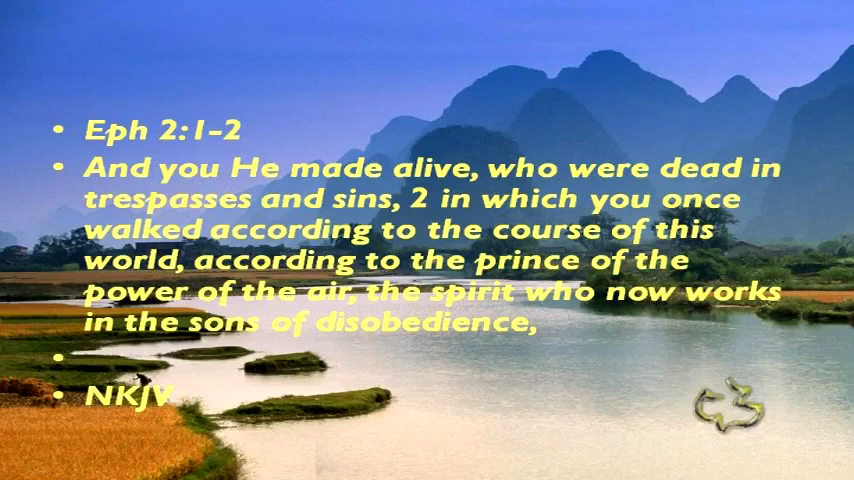 • Eph 2:1-2
• And you He made alive, who were dead in
trespasses and sins, 2 in which you once
walked according to the course of this
world, according to the prince of the
power of the air, the spirit who now works
in the sons of disobedience,
•
• NKJV
c3